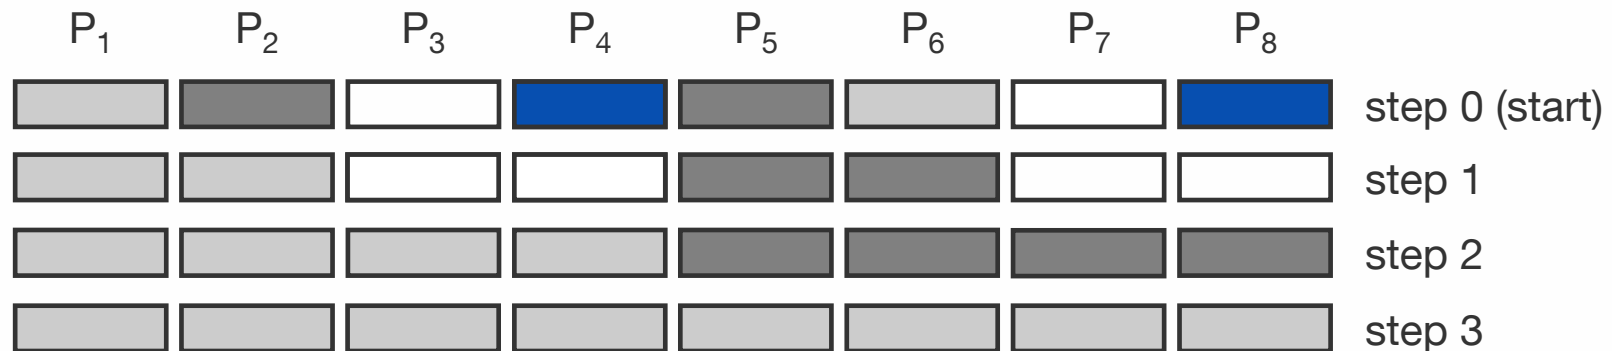 P₁ P₂ P₃ P₄ P₅ P₆ P₇ P₈
step 0 (start)
step 1
step 2
step 3